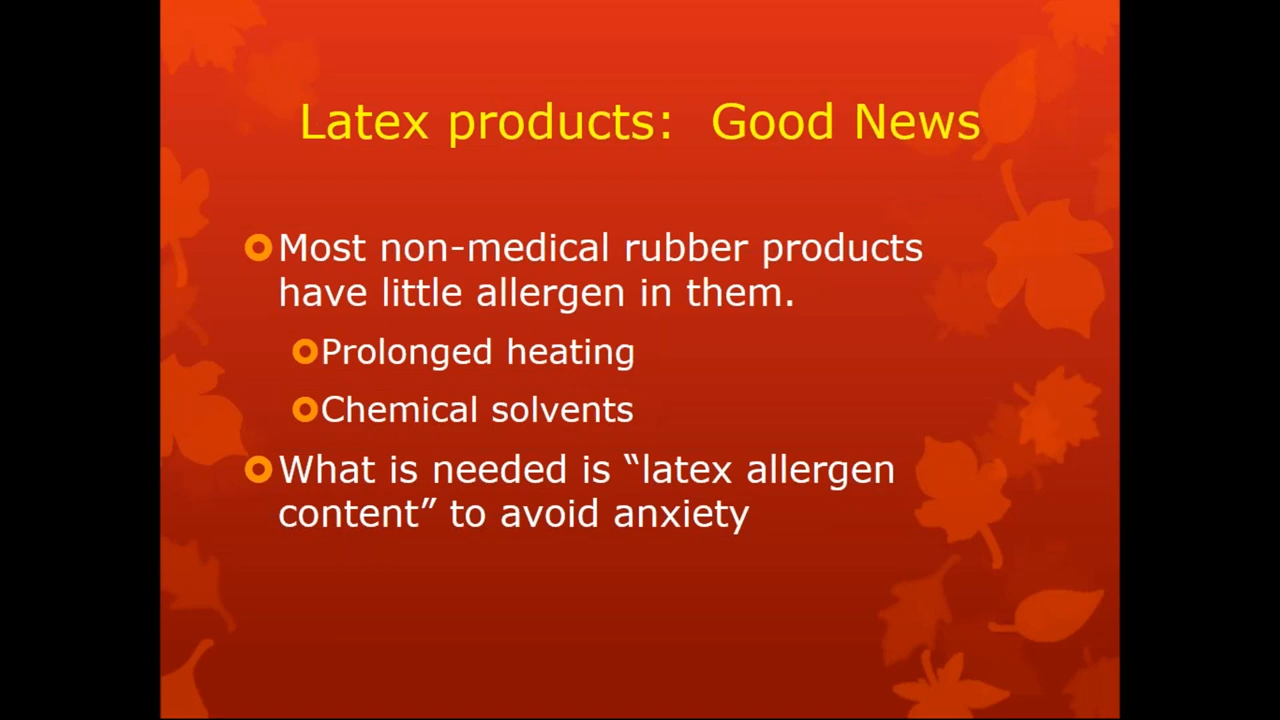 Latex products:  Good News
Most non-medical rubber products
have little allergen in them.
Prolonged heating
Chemical solvents
What is needed is “latex allergen
content” to avoid anxiety